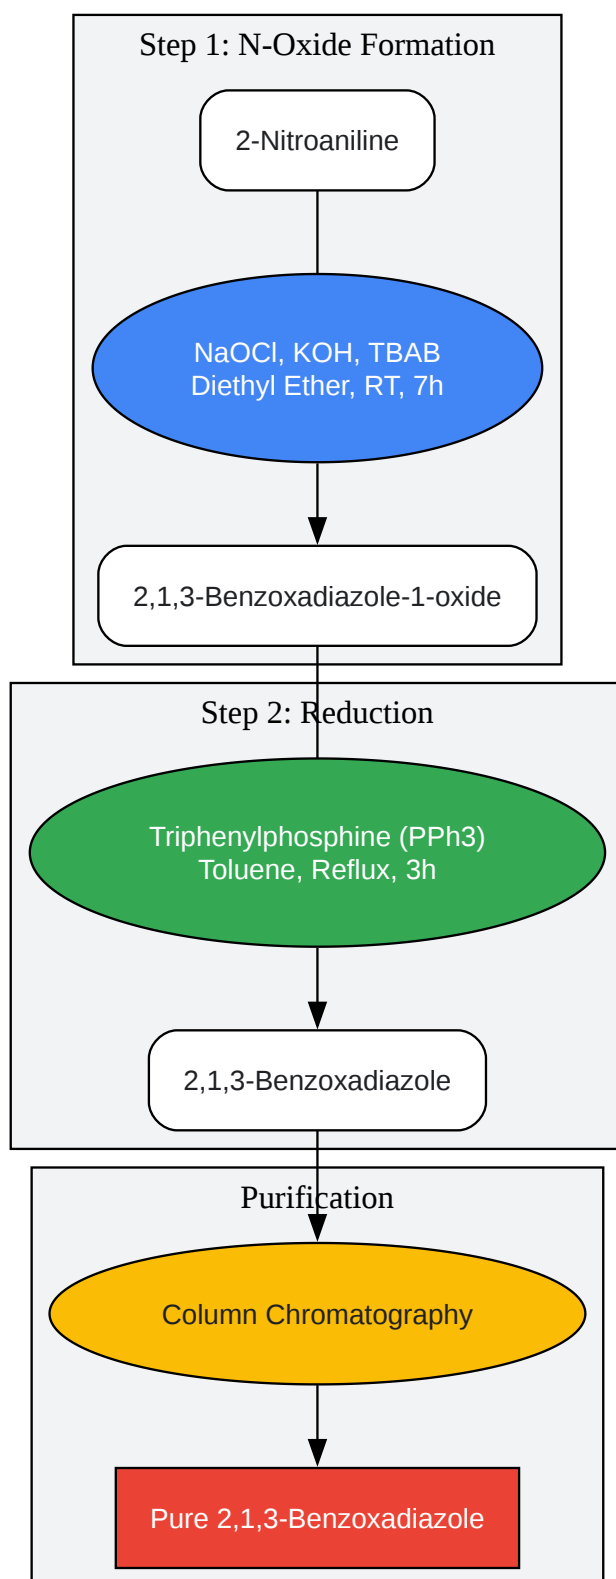 Step 1: N-Oxide Formation
2-Nitroaniline
NaOCl, KOH, TBAB
Diethyl Ether, RT, 7h
2,1,3-Benzoxadiazole-1-oxide
Step 2: Reduction
Triphenylphosphine (PPh3)
Toluene, Reflux, 3h
2,1,3-Benzoxadiazole
Purification
Column Chromatography
Pure 2,1,3-Benzoxadiazole